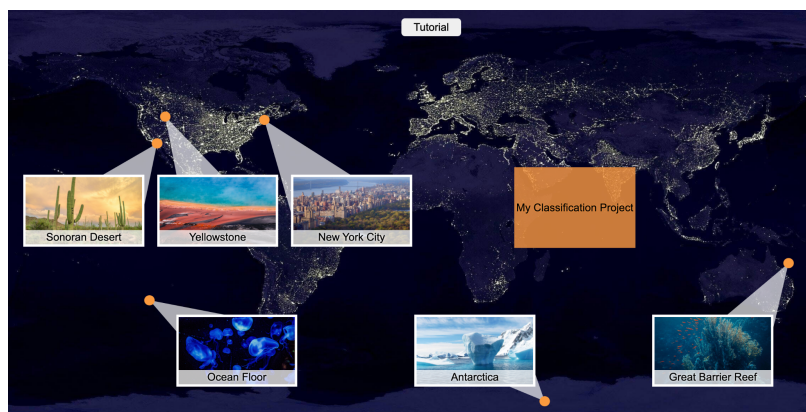 Tutorial
My Classification Project
Sonoran Desert
Yellowstone
New York City
Ocean Floor
Antarctica
Great Barrier Reef